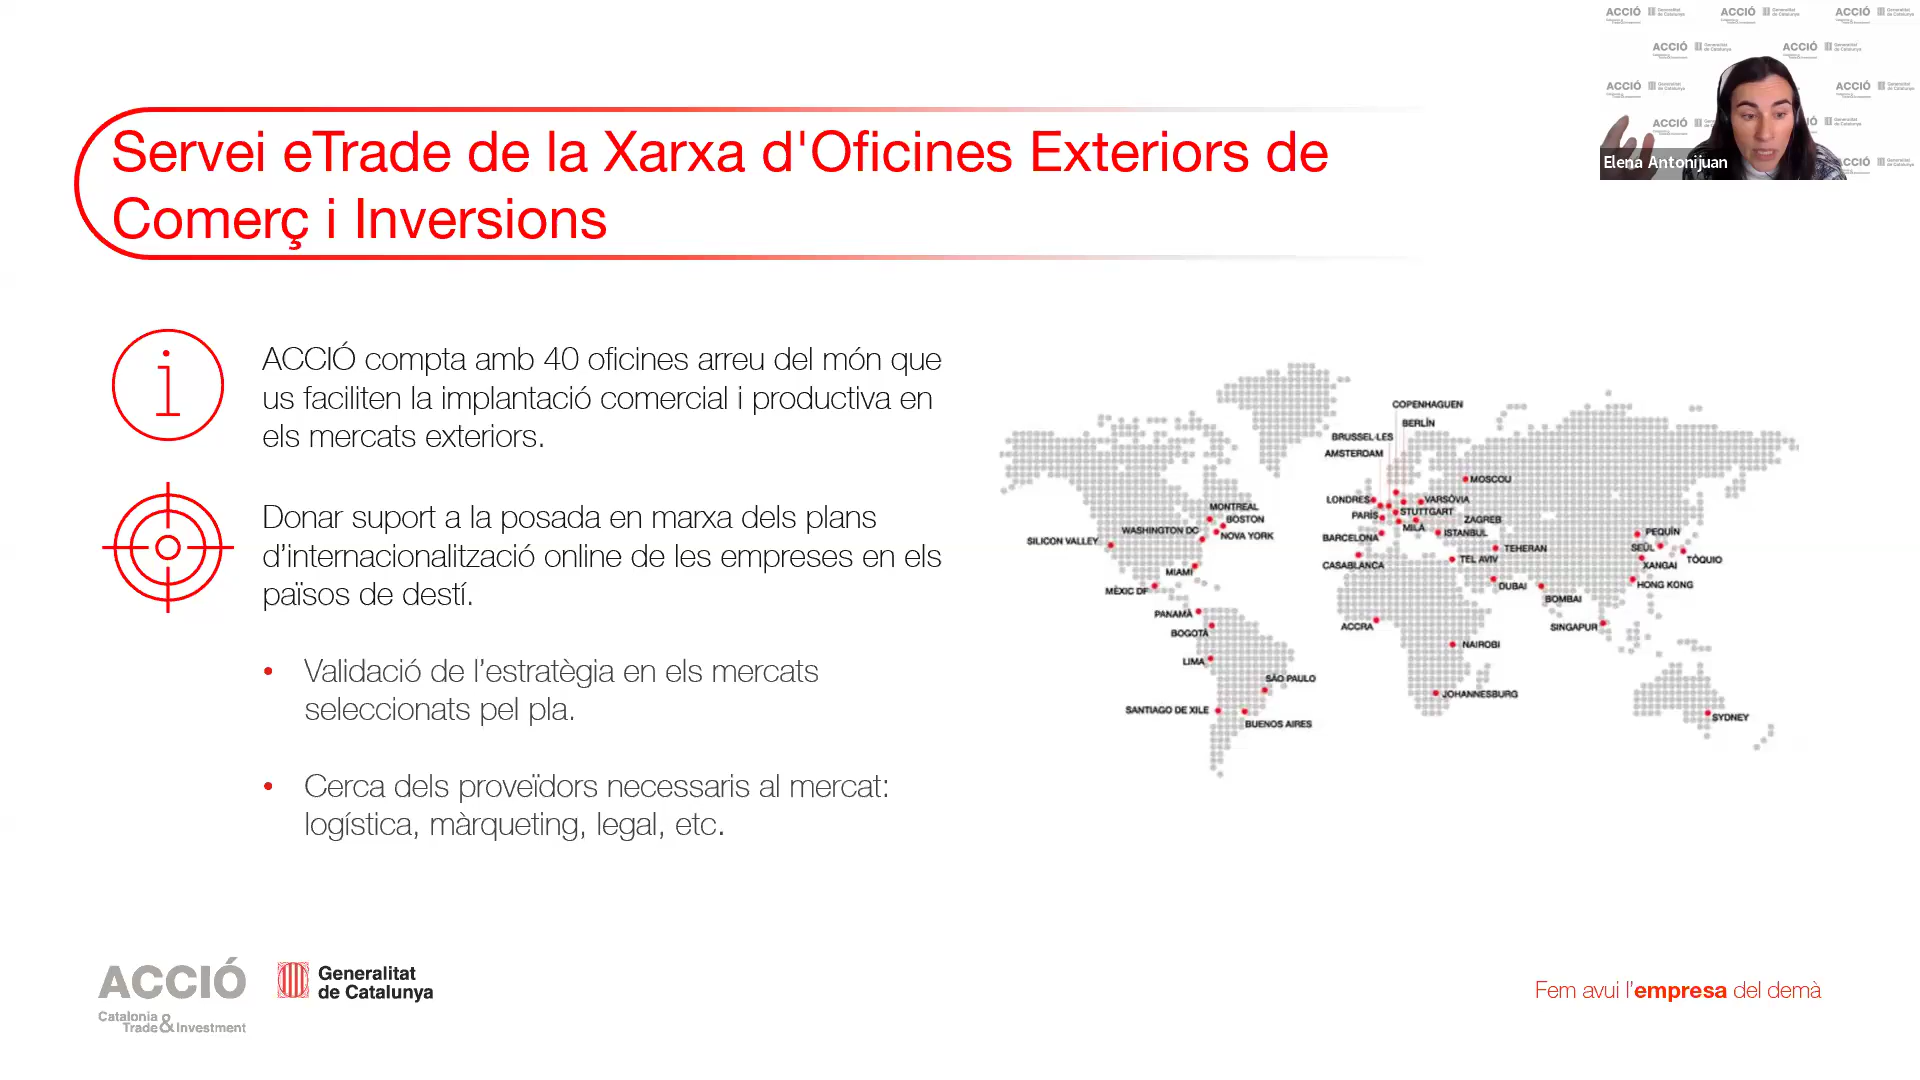 Servei eTrade de la Xarxa d'Oficines Exteriors de
Comerç i Inversions
Elena Antonijuan
ACCIÓ compta amb 40 oficines arreu del món que
us faciliten la implantació comercial i productiva en
els mercats exteriors.
Donar suport a la posada en marxa dels plans
d’internacionalització online de les empreses en els
països de destí.
• Validació de l’estratègia en els mercats
seleccionats pel pla.
• Cerca dels proveïdors necessaris al mercat:
logística, màrqueting, legal, etc.
COPENHAGUEN
BERLÍN
BRUSSEL·LES
AMSTERDAM
MOSCOU
LONDRES
VARSÒVIA
STUTTGART
PARÍS
ZAGREB
MILÀ
ISTANBUL
BARCELONA
CASABLANCA
TEL AVIV
TEHERAN
DUBAI
BOMBAI
PEQUÍN
SEÜL
TÒQUIO
XANGAI
HONG KONG
SINGAPUR
MONTREAL
BOSTON
WASHINGTON DC
NOVA YORK
SILICON VALLEY
MIAMI
MÈXIC DF
PANAMÀ
BOGOTÀ
LIMA
SÃO PAULO
SANTIAGO DE XILE
BUENOS AIRES
ACCRA
NAIROBI
JOHANNESBURG
SYDNEY
ACCIÓ
Catalonia
Trade & Investment
Generalitat
de Catalunya
Fem avui l’empresa del demà